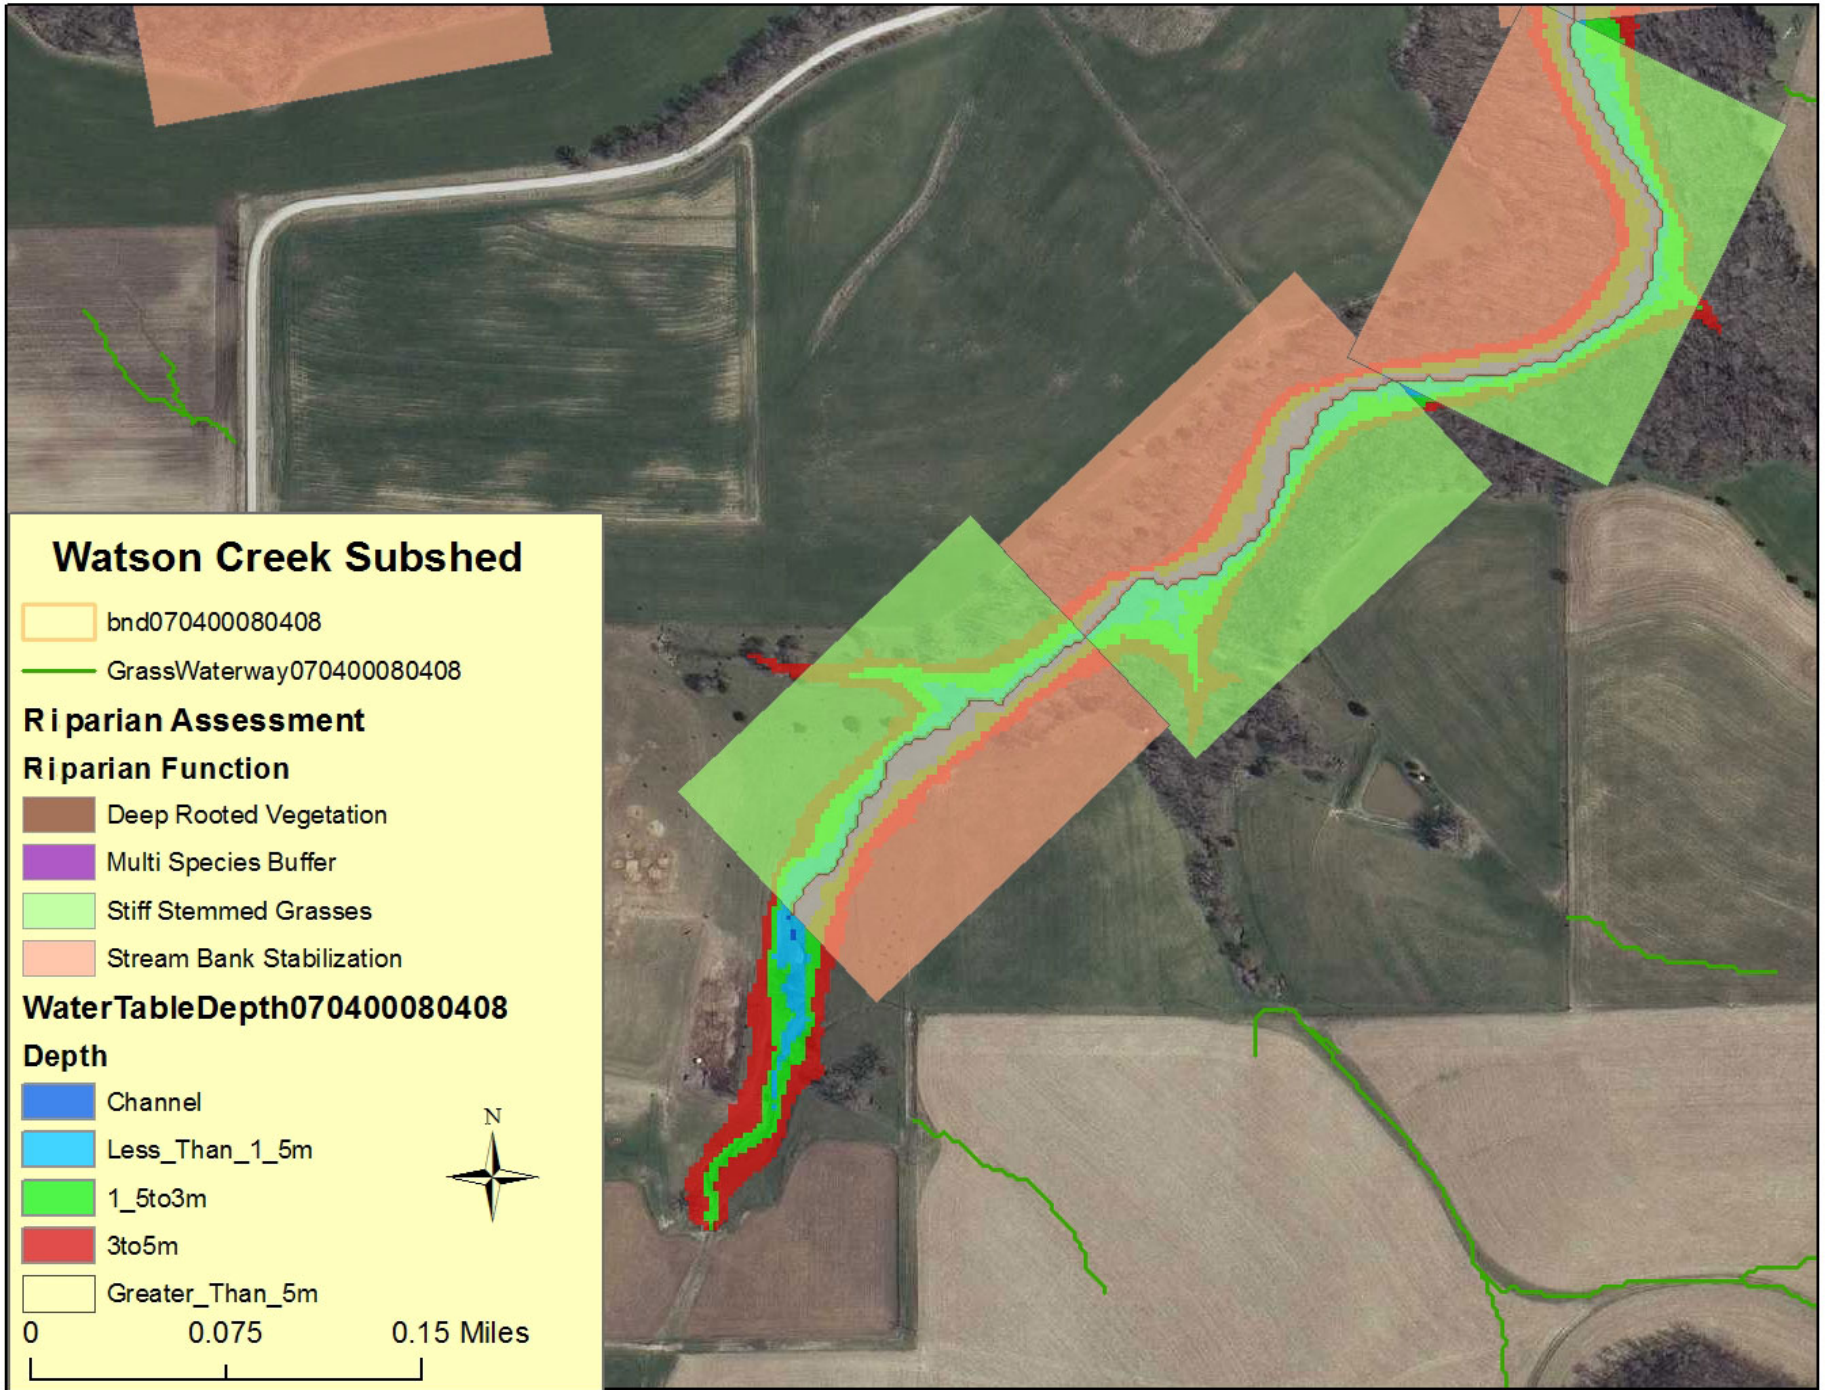 Watson Creek Subshed
bnd070400080408
GrassWaterway070400080408
Riparian Assessment
Riparian Function
Deep Rooted Vegetation
Multi Species Buffer
Stiff Stemmed Grasses
Stream Bank Stabilization
WaterTableDepth070400080408
Depth
Channel
N
Less_Than_1_5m
1_5to3m
3to5m
Greater_Than_5m
0 0.075 0.15 Miles